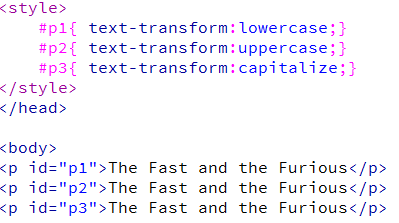 <style>
#p1{ text-transform:lowercase;}
#p2{ text-transform:uppercase;}
#p3{ text-transform:capitalize;}
</style>
</head>
<body>
<p id="p1">The Fast and the Furious</p>
<p id="p2">The Fast and the Furious</p>
<p id="p3">The Fast and the Furious</p>